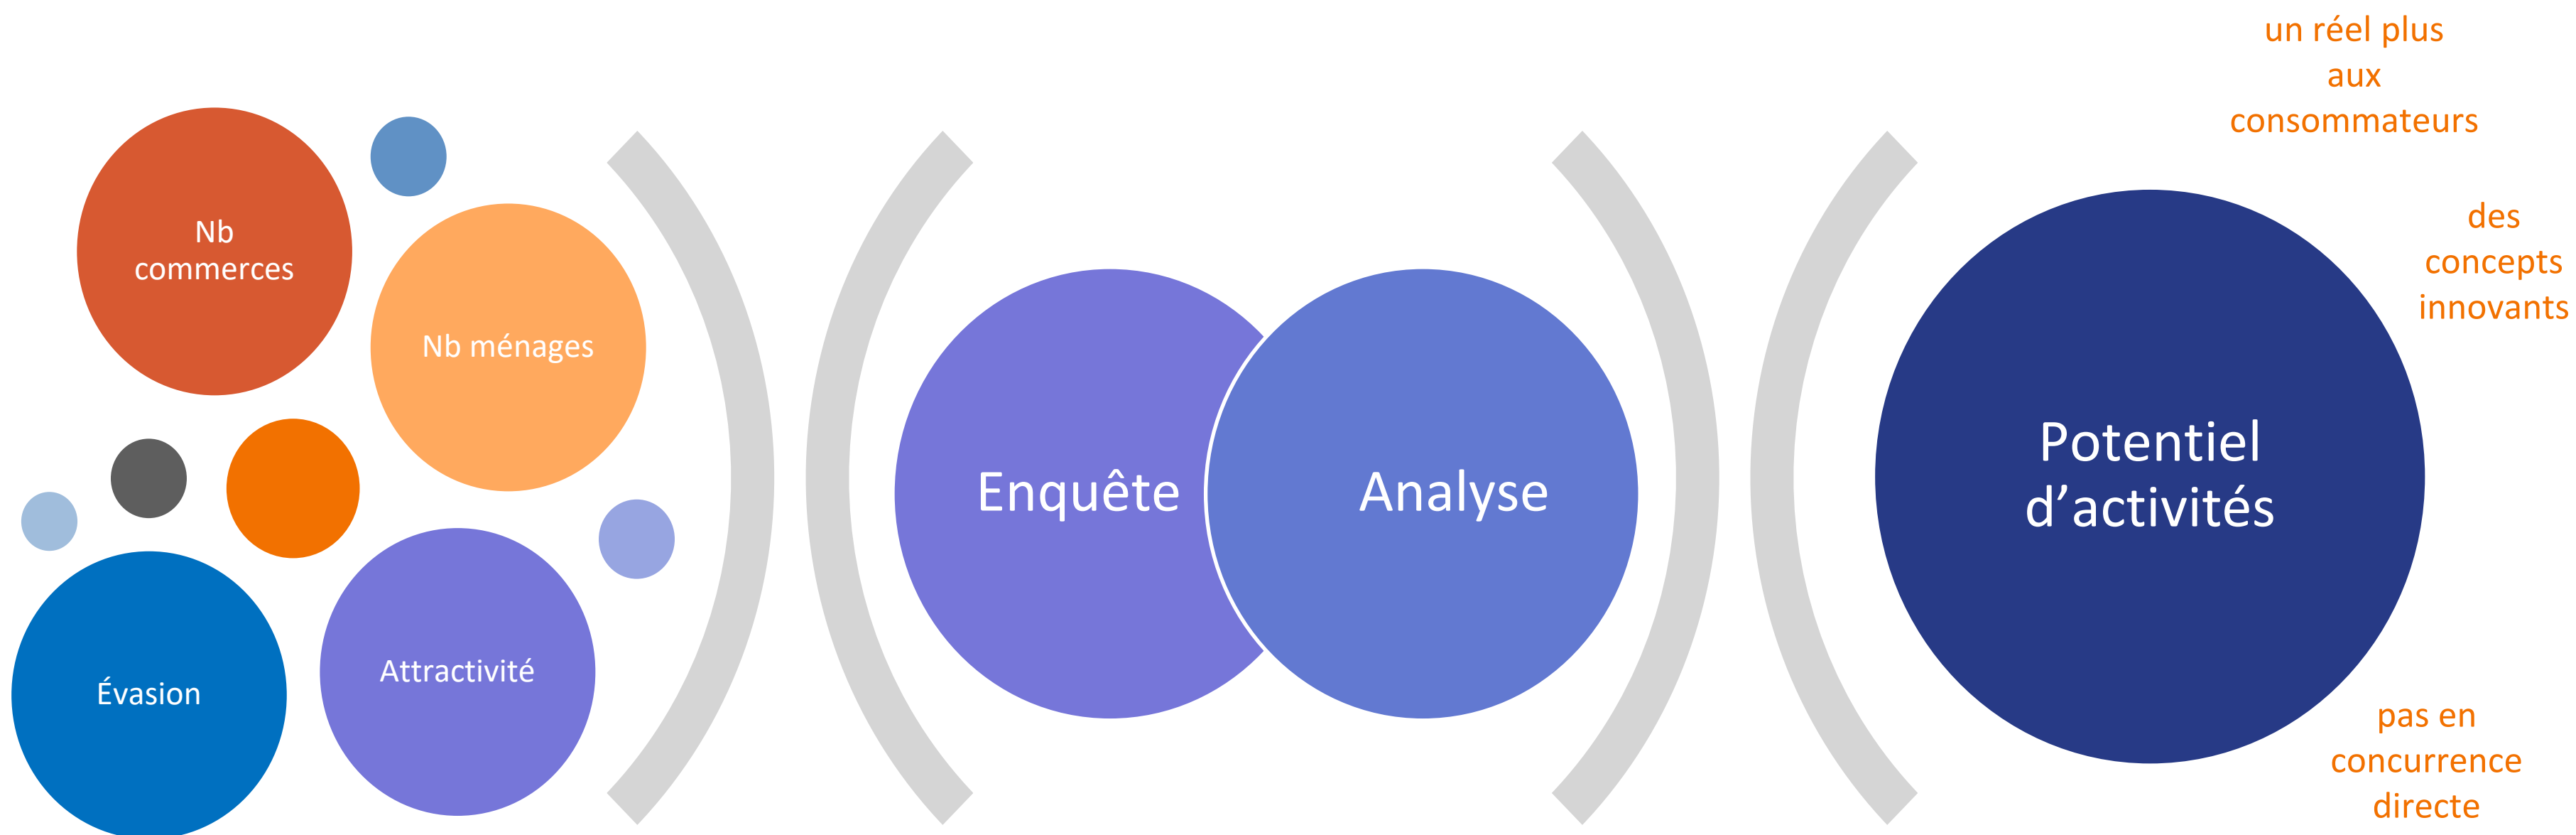 Nb
commerces
Nb ménages
Évasion
Attractivité
Enquête
Analyse
Potentiel
d’activités
un réel plus
aux
consommateurs
des
concepts
innovants
pas en
concurrence
directe